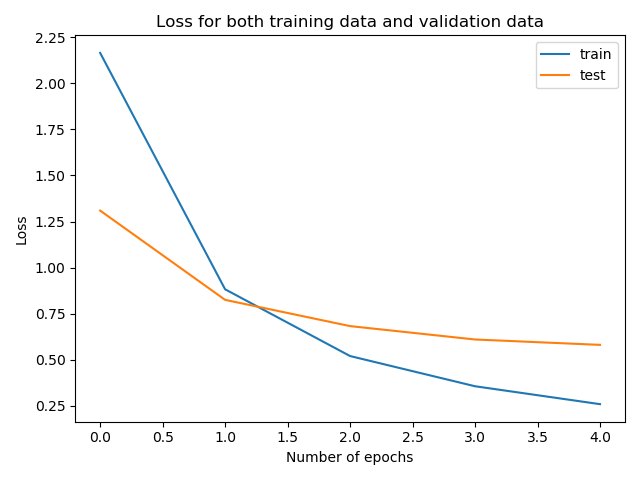 Loss for both training data and validation data
train
test
2.25
2.00
1.75
1.50
1.25
1.00
0.75
0.50
0.25
Loss
0.0 0.5 1.0 1.5 2.0 2.5 3.0 3.5 4.0
Number of epochs